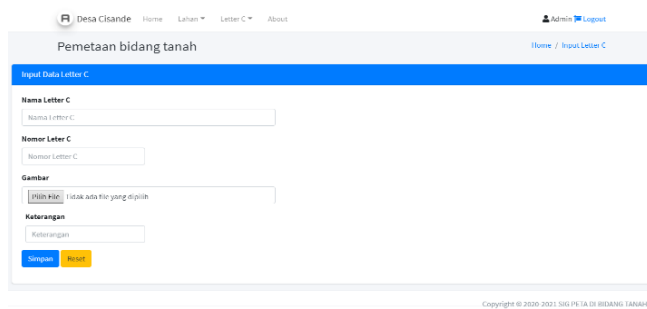 Desa Cisande Home Lahan Letter C About Admin Logout
Pemetaan bidang tanah Home / Input Letter C
Input Data Letter C
Nama Letter C
Nama Letter C
Nomor Leter C
Nomor Letter C
Gambar
Pilih File Tidak ada file yang dipilih
Keterangan
Keterangan
Simpan Reset
Copyright © 2020-2021 SIG PETA DI BIDANG TANAH